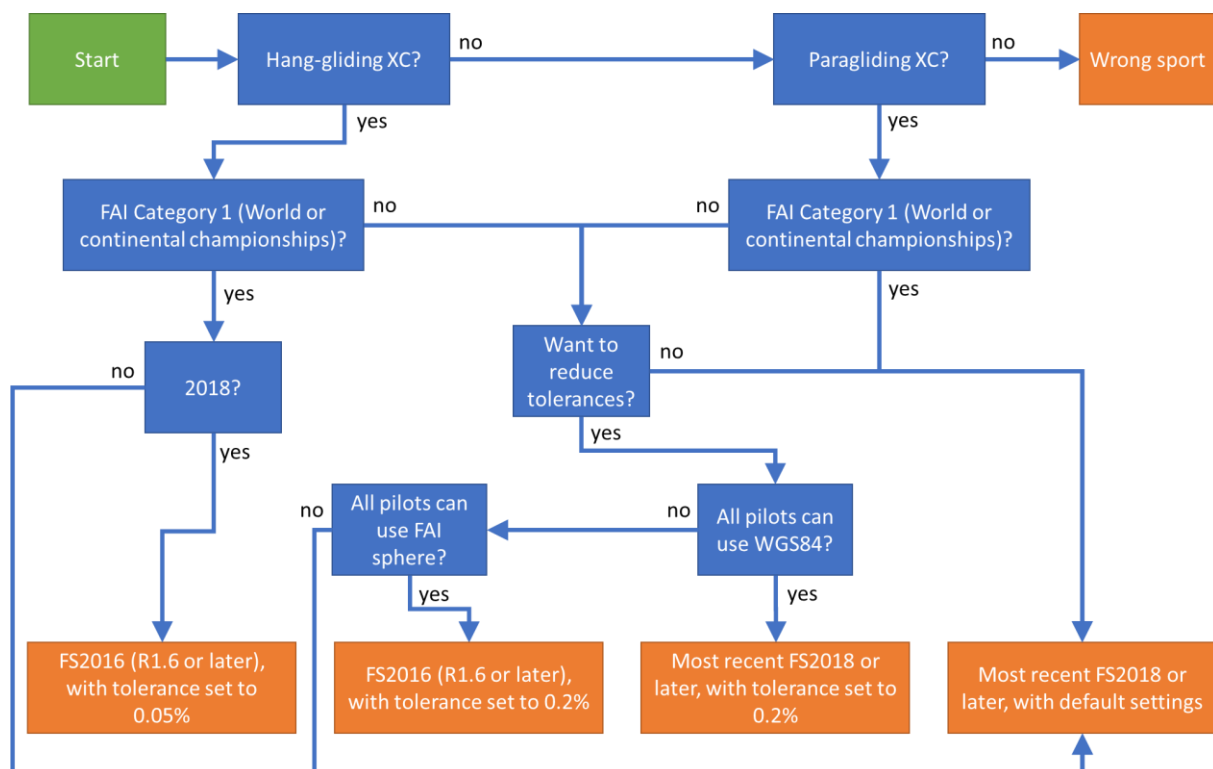 Start
Hang-gliding XC?
no
Paragliding XC?
no
Wrong sport
yes
yes
FAI Category 1 (World or
continental championships)?
no
no
FAI Category 1 (World or
continental championships)?
yes
yes
no
2018?
Want to
reduce
tolerances?
no
yes
yes
no
All pilots can
use FAI
sphere?
no
All pilots can
use WGS84?
yes
yes
FS2016 (R1.6 or later),
with tolerance set to
0.05%
FS2016 (R1.6 or later),
with tolerance set to 0.2%
Most recent FS2018 or
later, with tolerance set to
0.2%
Most recent FS2018 or
later, with default settings